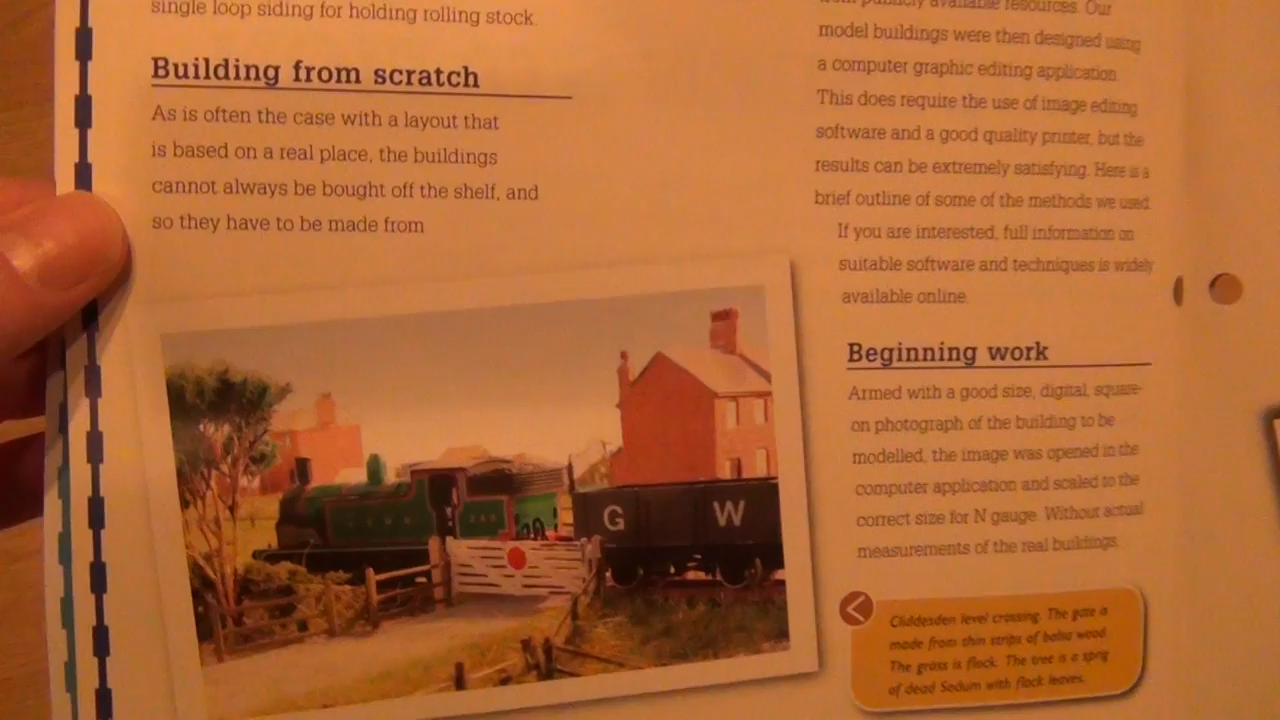 single loop siding for holding rolling stock.
Building from scratch
As is often the case with a layout that
is based on a real place, the buildings
cannot always be bought off the shelf, and
so they have to be made from
G W
from publicly available resources. Our
model buildings were then designed using
a computer graphic editing application.
This does require the use of image editing
software and a good quality printer, but the
results can be extremely satisfying. Here is a
brief outline of some of the methods we used.
If you are interested, full information on
suitable software and techniques is widely
available online.
Beginning work
Armed with a good size, digital, square-
on photograph of the building to be
modelled, the image was opened in the
computer application and scaled to the
correct size for N gauge. Without actual
measurements of the real buildings,
Cliddesden level crossing. The gate is
made from thin strips of balsa wood.
The grass is flock. The tree is a sprig
of dead Sedum with flock leaves.